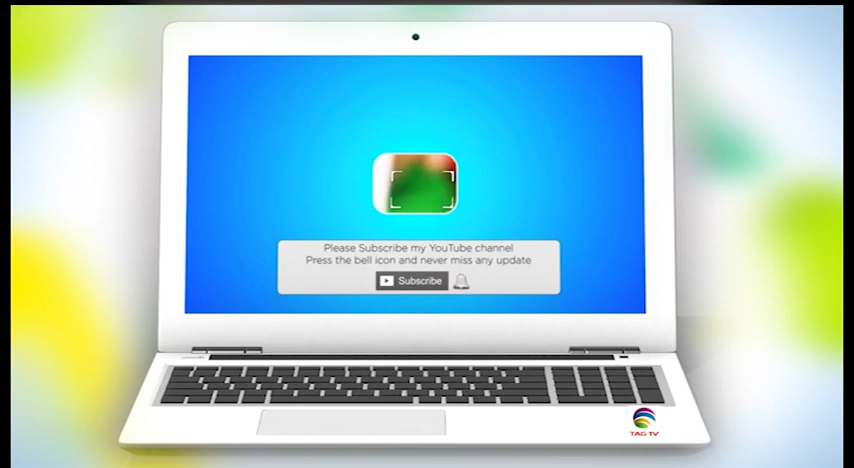 Please Subscribe my YouTube channel
Press the bell icon and never miss any update
Subscribe
TAG TV